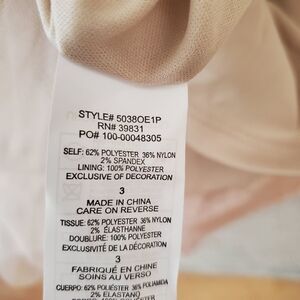 STYLE# 5038OE1P
RN# 39831
PO# 100-00048305
SELF: 62% POLYESTER 36% NYLON
2% SPANDEX
LINING: 100% POLYESTER
EXCLUSIVE OF DECORATION
3
MADE IN CHINA
CARE ON REVERSE
TISSUE: 62% POLYESTER 36% NYLON
2% ÉLASTHANNE
DOUBLURE: 100% POLYESTER
EXCLUSIVITÉ DE LA DÉCORATION
3
FABRIQUÉ EN CHINE
SOINS AU VERSO
CUERPO: 62% POLIÉSTER 36% POLIAMIDA
2% ELASTANO